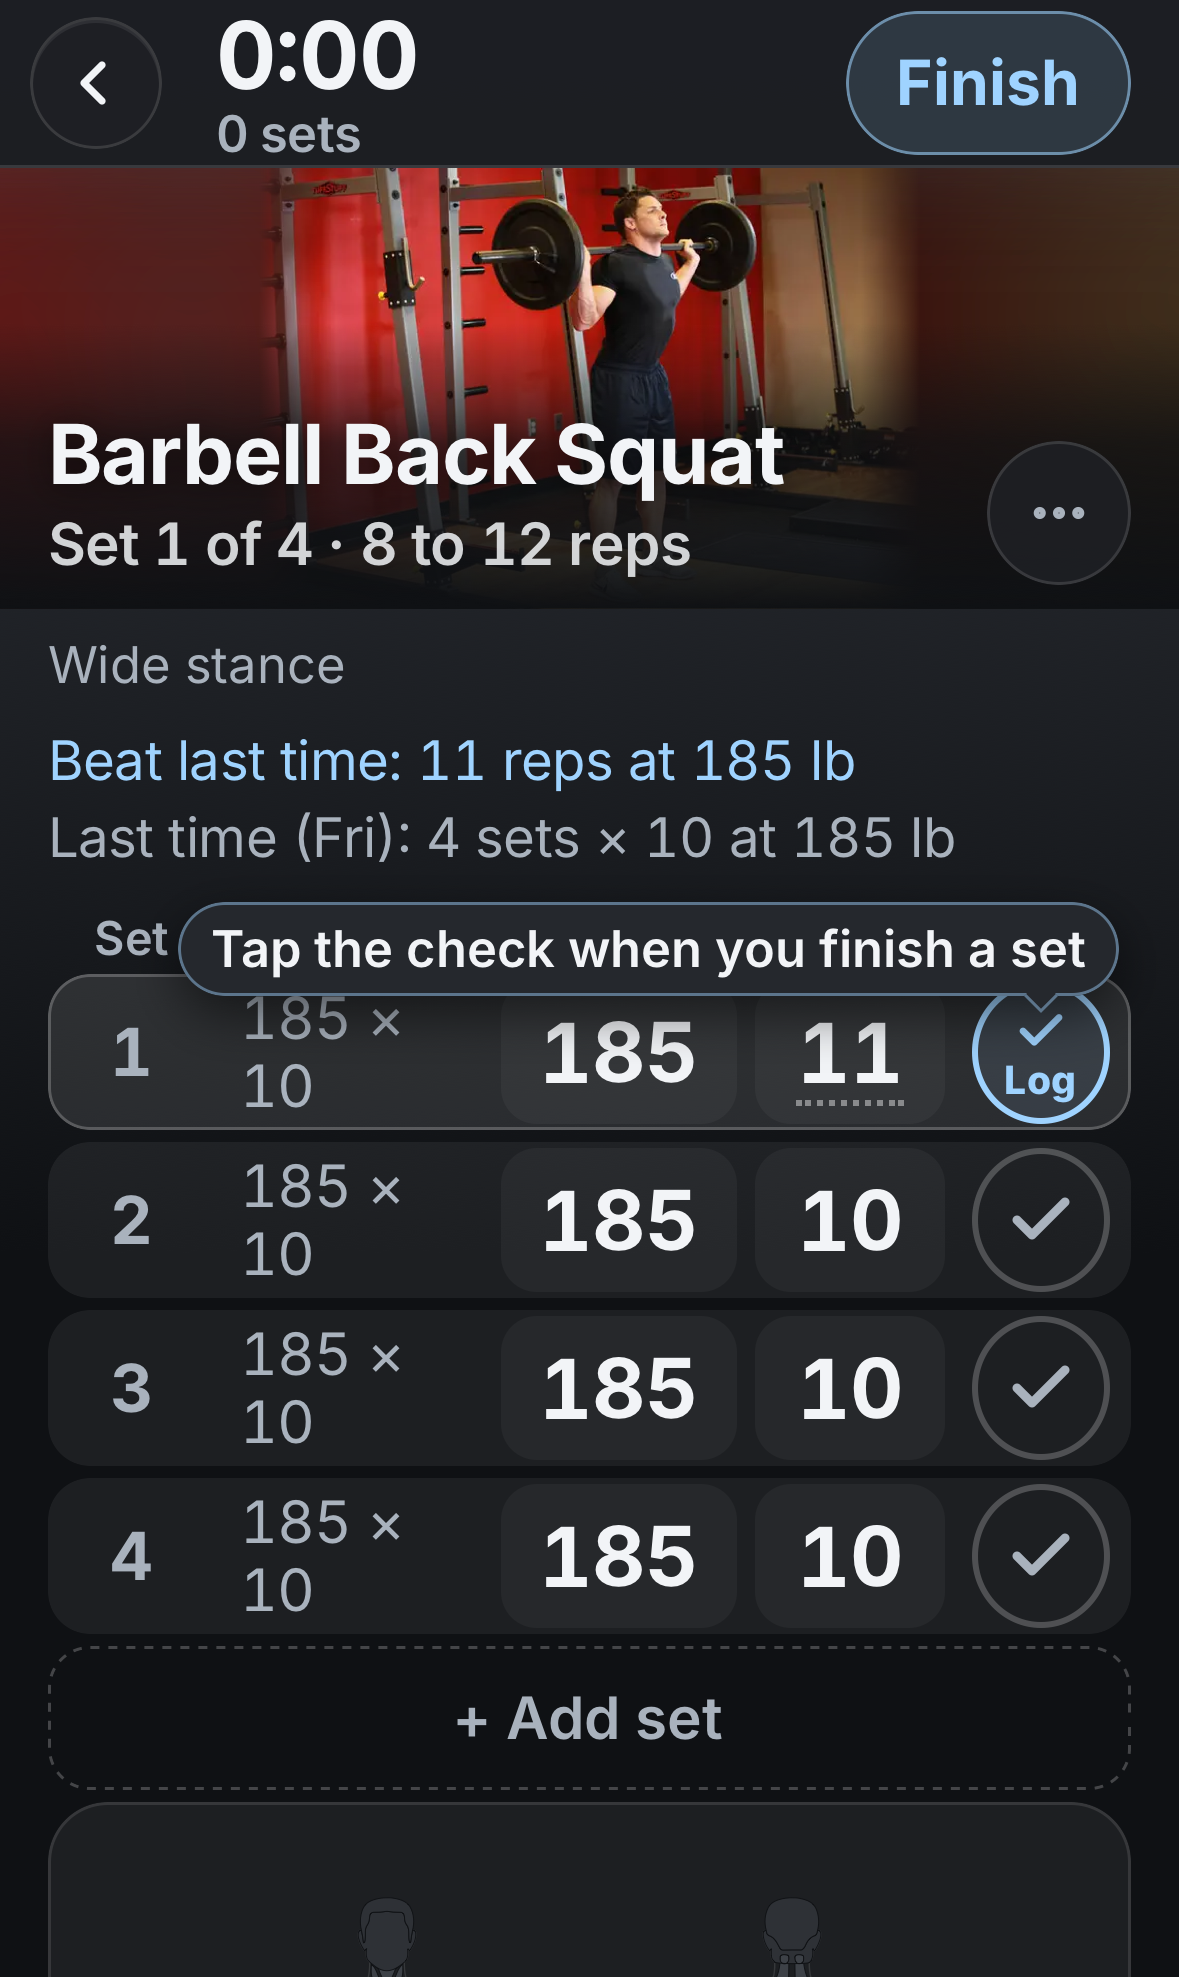 0:00
0 sets
Finish
Barbell Back Squat
Set 1 of 4 · 8 to 12 reps
Wide stance
Beat last time: 11 reps at 185 lb
Last time (Fri): 4 sets × 10 at 185 lb
Set
Tap the check when you finish a set
1 185 × 10 185 11 Log
2 185 × 10 185 10
3 185 × 10 185 10
4 185 × 10 185 10
+ Add set